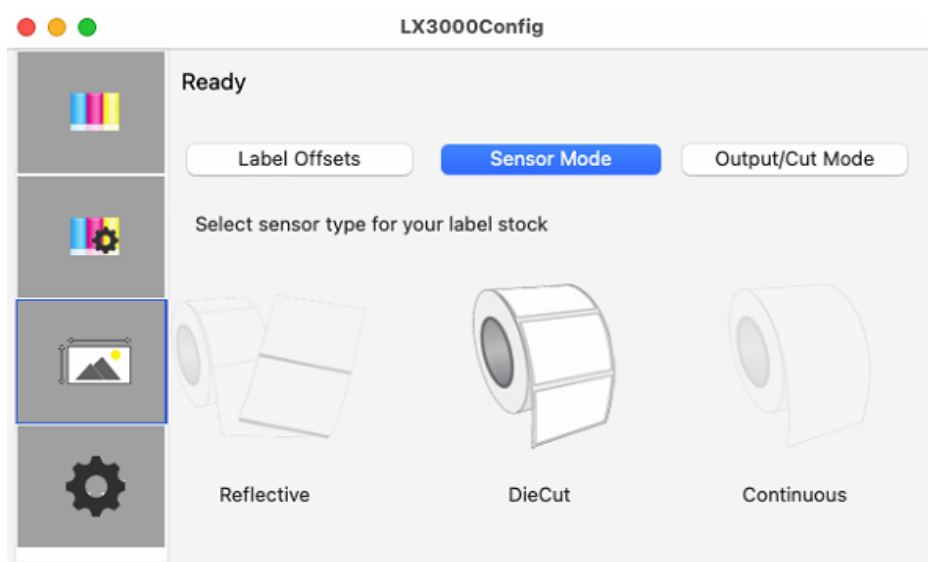 LX3000Config
Ready
Label Offsets
Sensor Mode
Output/Cut Mode
Select sensor type for your label stock
Reflective
DieCut
Continuous